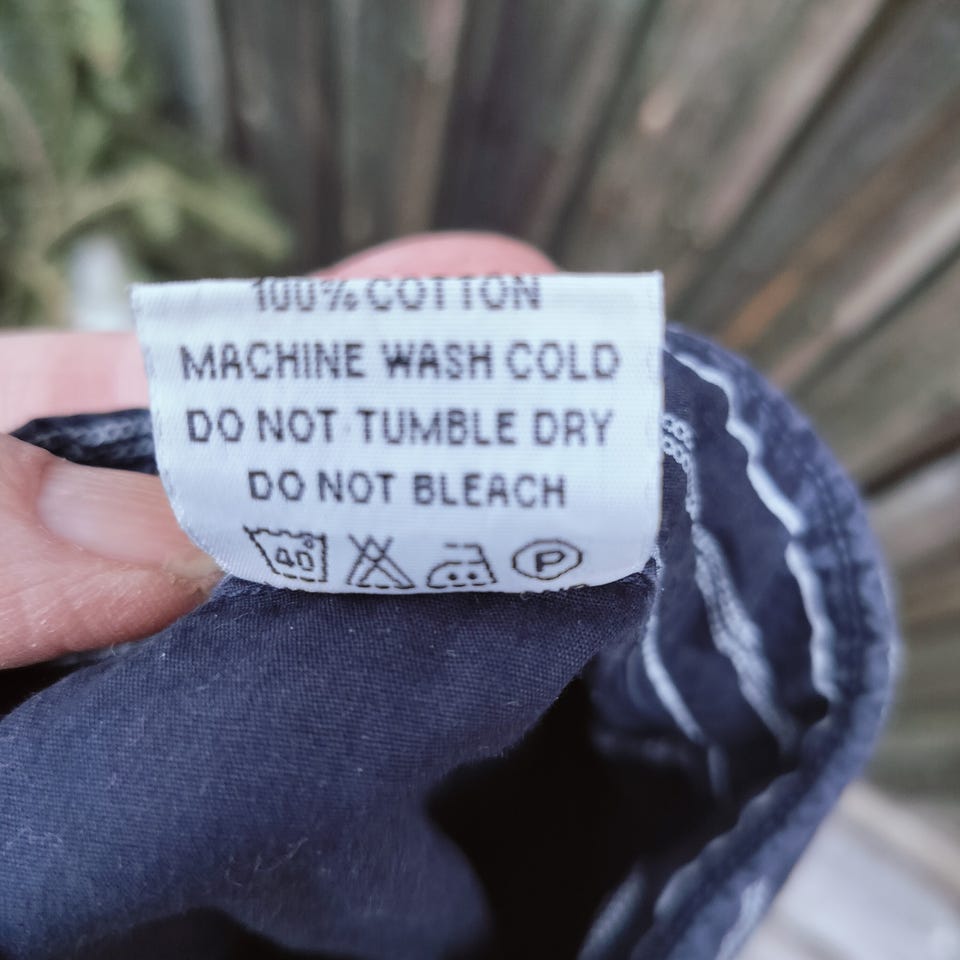 100% COTTON
MACHINE WASH COLD
DO NOT TUMBLE DRY
DO NOT BLEACH
40° P